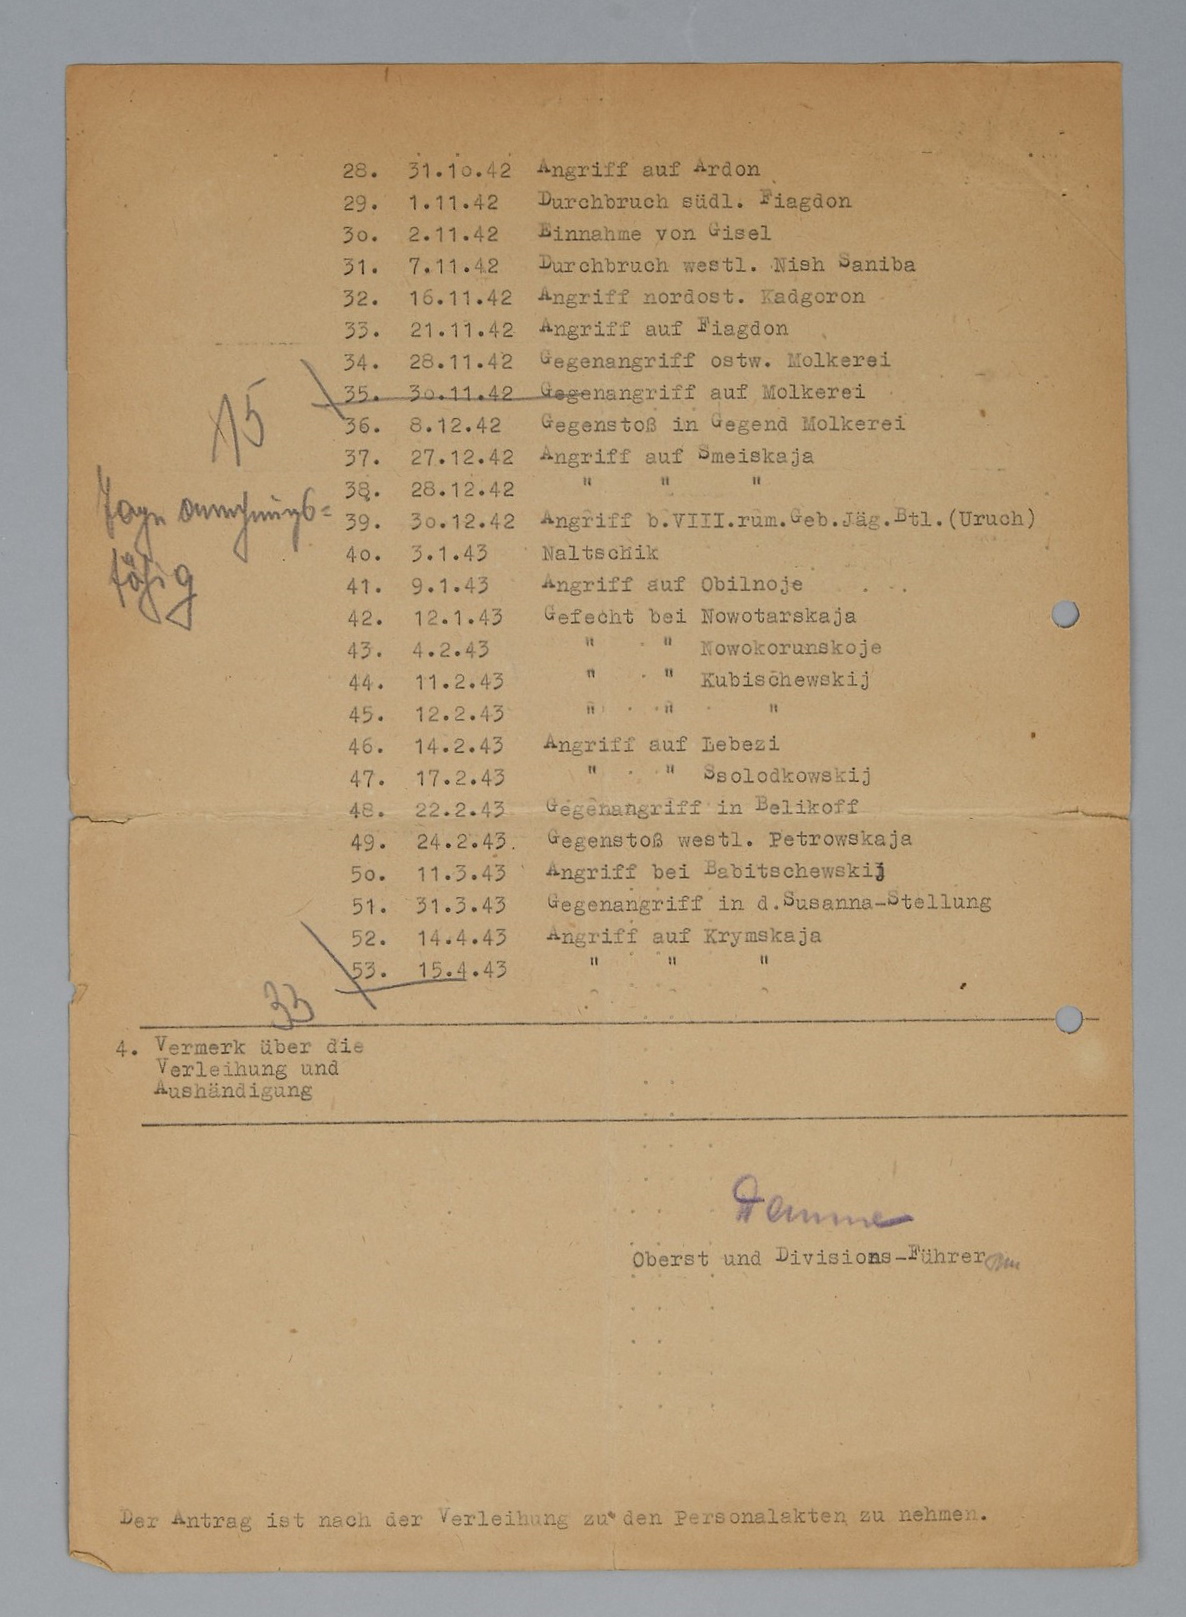 28. 31.10.42 Angriff auf Ardon
29. 1.11.42 Durchbruch südl. Fiagdon
30. 2.11.42 Einnahme von Gisel
31. 7.11.42 Durchbruch westl. Nish Saniba
32. 16.11.42 Angriff nordost. Kadgoron
33. 21.11.42 Angriff auf Fiagdon
34. 28.11.42 Gegenangriff ostw. Molkerei
35. 30.11.42 Gegenangriff auf Molkerei
15
36. 8.12.42 Gegenstoß in Gegend Molkerei
37. 27.12.42 Angriff auf Smeiskaja
38. 28.12.42 " " "
39. 30.12.42 Angriff b.VIII.rum.Geb.Jäg.Btl.(Uruch)
40. 3.1.43 Naltschik
fähig
41. 9.1.43 Angriff auf Obilnoje
42. 12.1.43 Gefecht bei Nowotarskaja
43. 4.2.43 " " Nowokorunskoje
44. 11.2.43 " " Kubischewskij
45. 12.2.43 " " "
46. 14.2.43 Angriff auf Lebezi
47. 17.2.43 " " Ssolodkowskij
48. 22.2.43 Gegenangriff in Belikoff
49. 24.2.43. Gegenstoß westl. Petrowskaja
50. 11.3.43 Angriff bei Babitschewskij
51. 31.3.43 Gegenangriff in d.Susanna-Stellung
52. 14.4.43 Angriff auf Krymskaja
53. 15.4.43 " " "
33
4. Vermerk über die
Verleihung und
Aushändigung
Oberst und Divisions-Führer
Der Antrag ist nach der Verleihung zu den Personalakten zu nehmen.